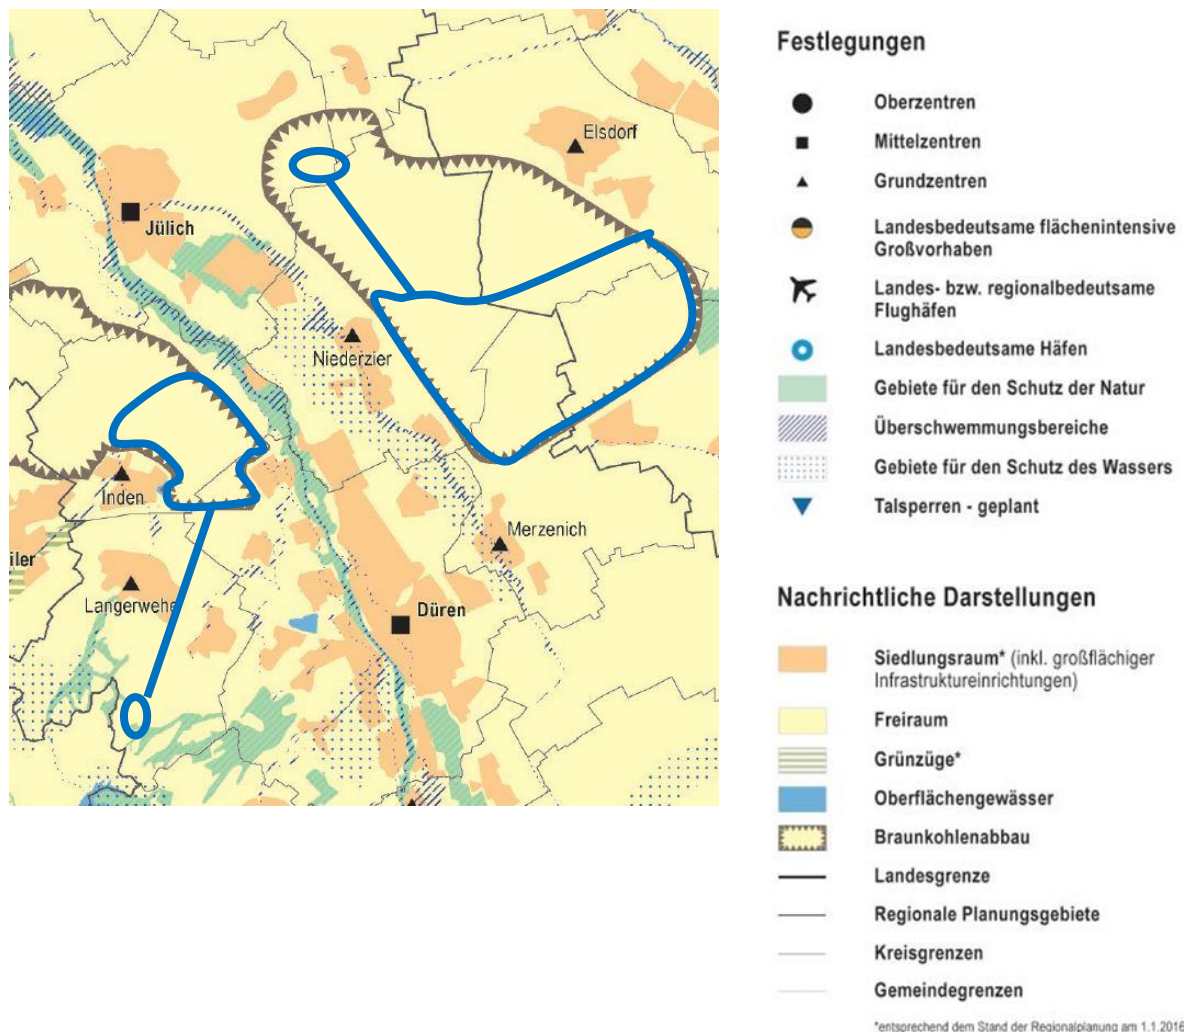 Elsdorf
Jülich
Niederzier
Inden
Merzenich
iler
Langerwehe
Düren
Festlegungen
Oberzentren
Mittelzentren
Grundzentren
Landesbedeutsame flächenintensive
Großvorhaben
Landes- bzw. regionalbedeutsame
Flughäfen
Landesbedeutsame Häfen
Gebiete für den Schutz der Natur
Überschwemmungsbereiche
Gebiete für den Schutz des Wassers
Talsperren - geplant
Nachrichtliche Darstellungen
Siedlungsraum* (inkl. großflächiger
Infrastruktureinrichtungen)
Freiraum
Grünzüge*
Oberflächengewässer
Braunkohlenabbau
Landesgrenze
Regionale Planungsgebiete
Kreisgrenzen
Gemeindegrenzen
*entsprechend dem Stand der Regionalplanung am 1.1.2016